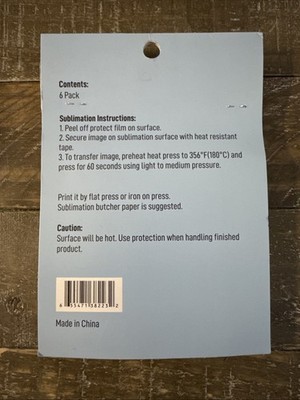 Contents:
6 Pack
Sublimation Instructions:
1. Peel off protect film on surface.
2. Secure image on sublimation surface with heat resistant
tape.
3. To transfer image, preheat heat press to 356°F(180°C) and
press for 60 seconds using light to medium pressure.
Print it by flat press or iron on press.
Sublimation butcher paper is suggested.
Caution:
Surface will be hot. Use protection when handling finished
product.
Made in China